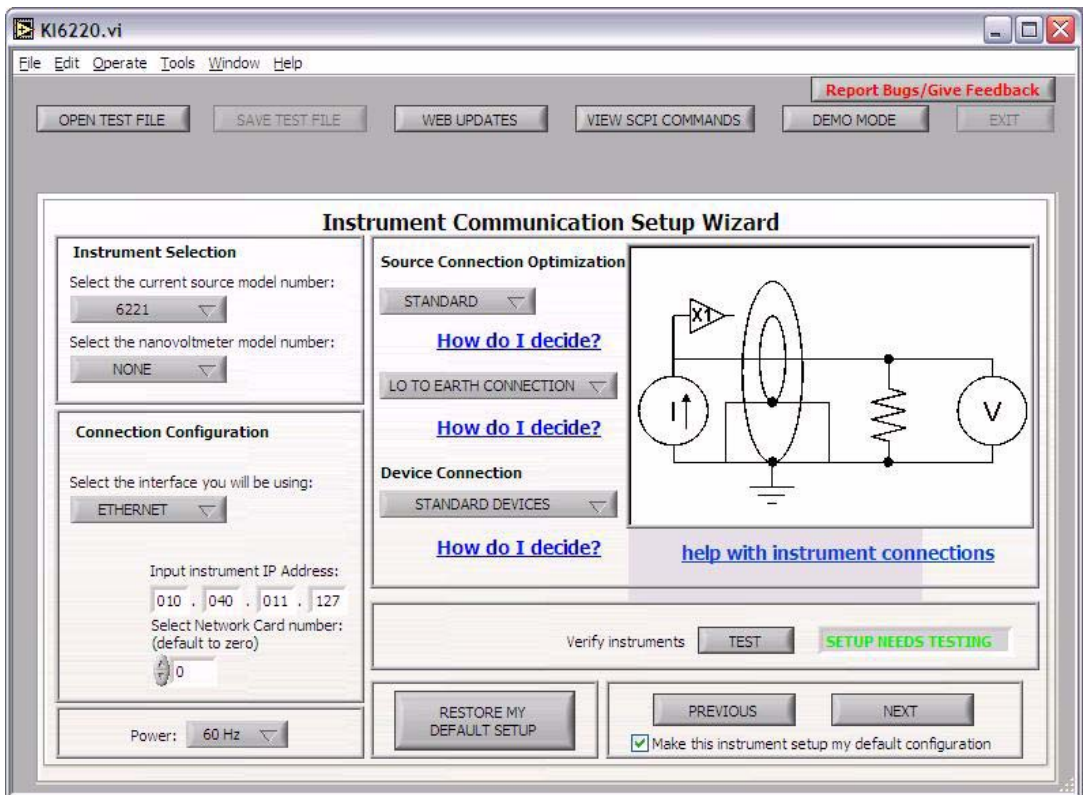 KI6220.vi
File Edit Operate Tools Window Help
Report Bugs/Give Feedback
OPEN TEST FILE
SAVE TEST FILE
WEB UPDATES
VIEW SCPI COMMANDS
DEMO MODE
EXIT
Instrument Communication Setup Wizard
Instrument Selection
Select the current source model number:
6221
Select the nanovoltmeter model number:
NONE
Connection Configuration
Select the interface you will be using:
ETHERNET
Input instrument IP Address:
010 . 040 . 011 . 127
Select Network Card number:
(default to zero)
0
Power: 60 Hz
Source Connection Optimization
STANDARD
How do I decide?
LO TO EARTH CONNECTION
How do I decide?
Device Connection
STANDARD DEVICES
How do I decide?
X1
I
V
help with instrument connections
Verify instruments TEST SETUP NEEDS TESTING
RESTORE MY
DEFAULT SETUP
PREVIOUS
NEXT
Make this instrument setup my default configuration